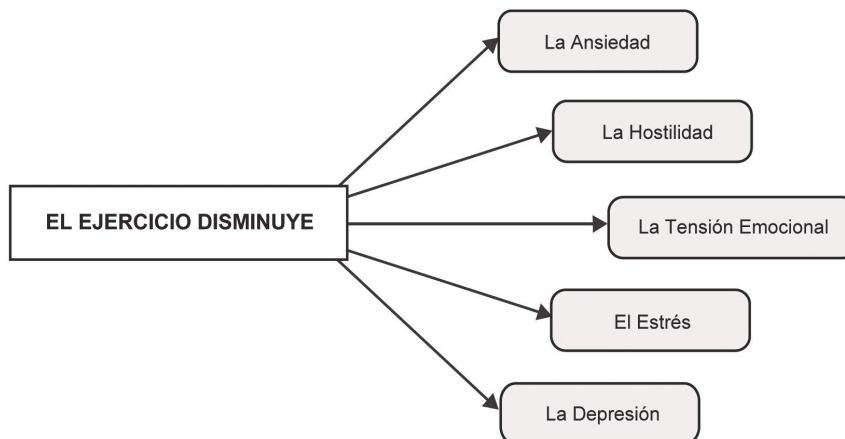 La Ansiedad
La Hostilidad
EL EJERCICIO DISMINUYE
La Tensión Emocional
El Estrés
La Depresión